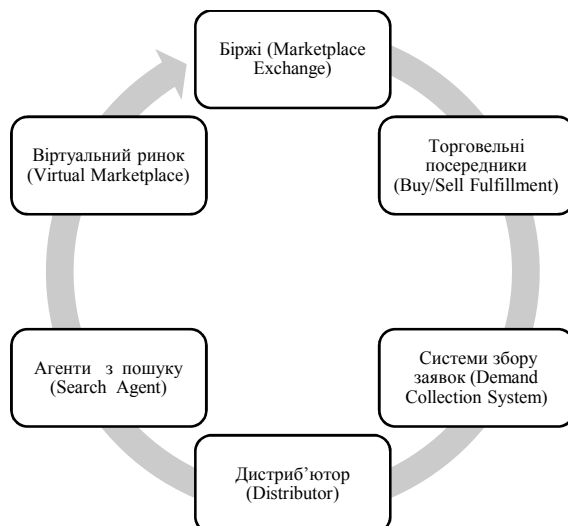 Біржі (Marketplace
Exchange)
Торговельні
посередники
(Buy/Sell Fulfillment)
Системи збору
заявок (Demand
Collection System)
Дистриб’ютор
(Distributor)
Агенти з пошуку
(Search Agent)
Віртуальний ринок
(Virtual Marketplace)